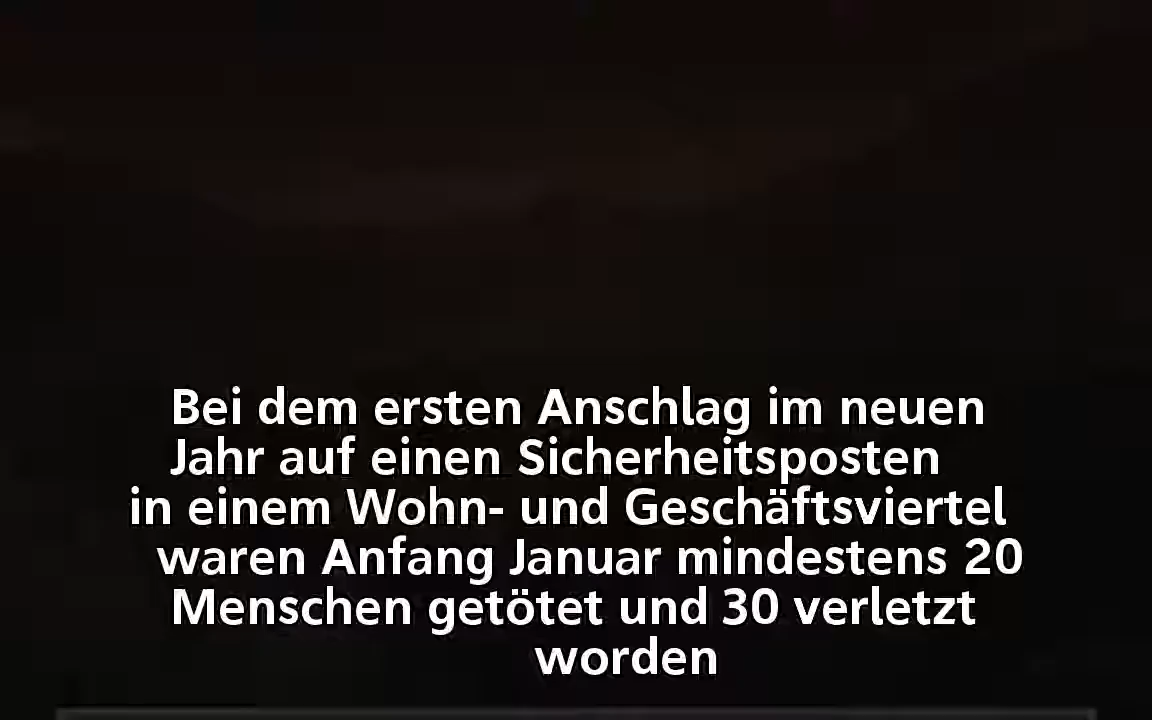 Bei dem ersten Anschlag im neuen
Jahr auf einen Sicherheitsposten
in einem Wohn- und Geschäftsviertel
waren Anfang Januar mindestens 20
Menschen getötet und 30 verletzt
worden